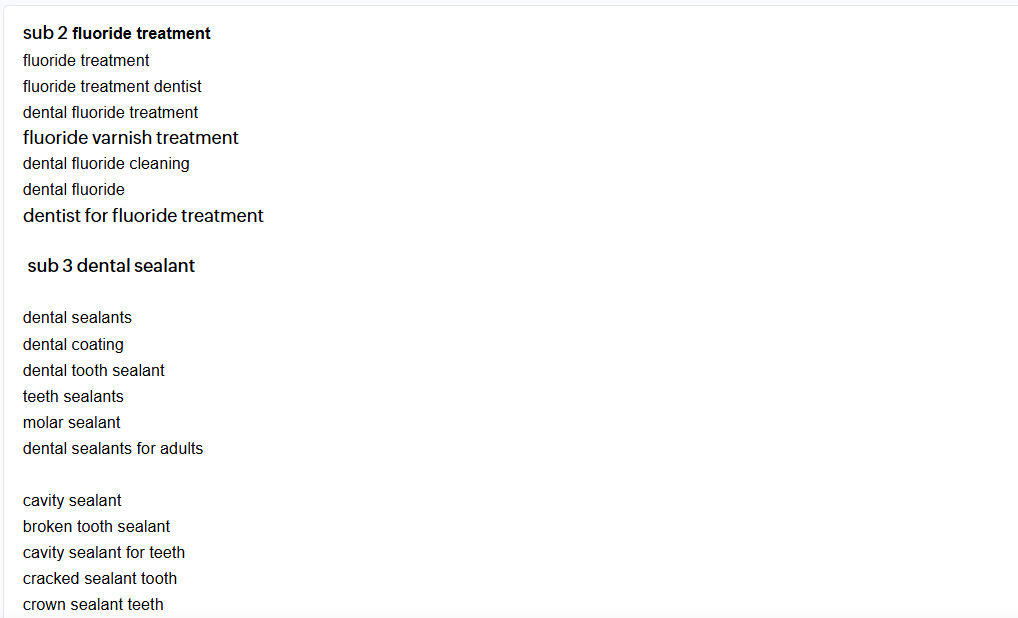 sub 2 fluoride treatment
fluoride treatment
fluoride treatment dentist
dental fluoride treatment
fluoride varnish treatment
dental fluoride cleaning
dental fluoride
dentist for fluoride treatment
sub 3 dental sealant
dental sealants
dental coating
dental tooth sealant
teeth sealants
molar sealant
dental sealants for adults
cavity sealant
broken tooth sealant
cavity sealant for teeth
cracked sealant tooth
crown sealant teeth